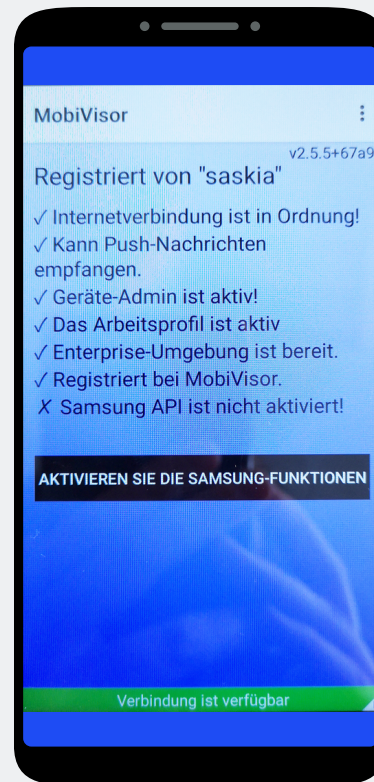 MobiVisor
v2.5.5+67a9
Registriert von "saskia"
✓ Internetverbindung ist in Ordnung!
✓ Kann Push-Nachrichten
empfangen.
✓ Geräte-Admin ist aktiv!
✓ Das Arbeitsprofil ist aktiv
✓ Enterprise-Umgebung ist bereit.
✓ Registriert bei MobiVisor.
✗ Samsung API ist nicht aktiviert!
AKTIVIEREN SIE DIE SAMSUNG-FUNKTIONEN
Verbindung ist verfügbar